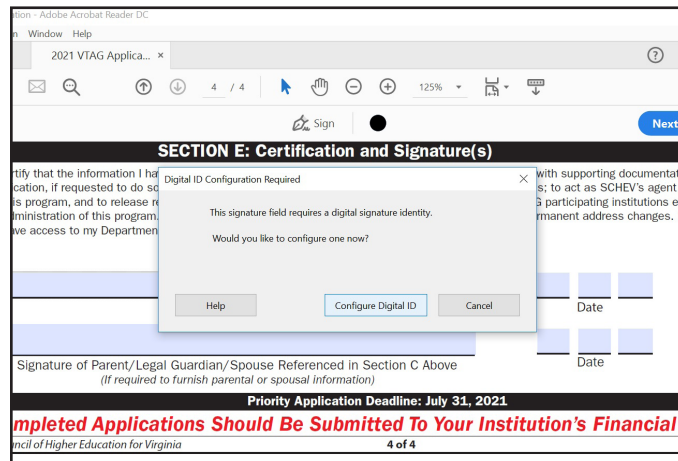 ition - Adobe Acrobat Reader DC
n Window Help
2021 VTAG Applica... ×
?
4 / 4 125%
Sign
Next
SECTION E: Certification and Signature(s)
rtify that the information I ha
with supporting documentat
cation, if requested to do so
s; to act as SCHEV's agent
is program, and to release re
G participating institutions e
dministration of this program.
rmanent address changes.
ve access to my Departmen
Digital ID Configuration Required
This signature field requires a digital signature identity.
Would you like to configure one now?
Help Configure Digital ID Cancel
Date
Signature of Parent/Legal Guardian/Spouse Referenced in Section C Above Date
(If required to furnish parental or spousal information)
Priority Application Deadline: July 31, 2021
mpleted Applications Should Be Submitted To Your Institution's Financial
ncil of Higher Education for Virginia 4 of 4